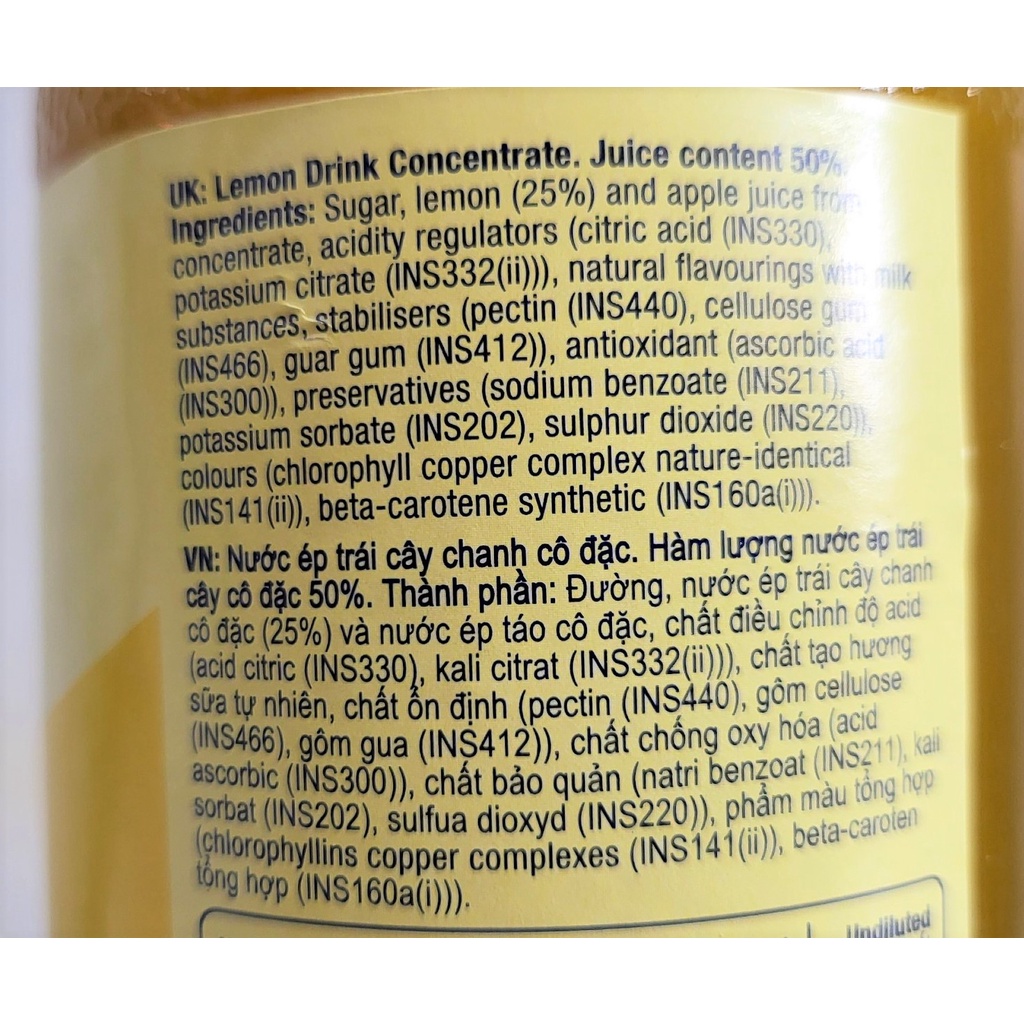 UK: Lemon Drink Concentrate. Juice content 50%.
Ingredients: Sugar, lemon (25%) and apple juice from
concentrate, acidity regulators (citric acid (INS330),
potassium citrate (INS332(ii))), natural flavourings with milk
substances, stabilisers (pectin (INS440), cellulose gum
(INS466), guar gum (INS412)), antioxidant (ascorbic acid
(INS300)), preservatives (sodium benzoate (INS211),
potassium sorbate (INS202), sulphur dioxide (INS220)),
colours (chlorophyll copper complex nature-identical
(INS141(ii)), beta-carotene synthetic (INS160a(i))).
VN: Nước ép trái cây chanh cô đặc. Hàm lượng nước ép trái
cây cô đặc 50%. Thành phần: Đường, nước ép trái cây chanh
cô đặc (25%) và nước ép táo cô đặc, chất điều chỉnh độ acid
(acid citric (INS330), kali citrat (INS332(ii))), chất tạo hương
sữa tự nhiên, chất ổn định (pectin (INS440), gôm cellulose
(INS466), gôm gua (INS412)), chất chống oxy hóa (acid
ascorbic (INS300)), chất bảo quản (natri benzoat (INS211), kali
sorbat (INS202), sulfua dioxyd (INS220)), phẩm màu tổng hợp
(chlorophyllins copper complexes (INS141(ii)), beta-caroten
tổng hợp (INS160a(i))).
Undiluted